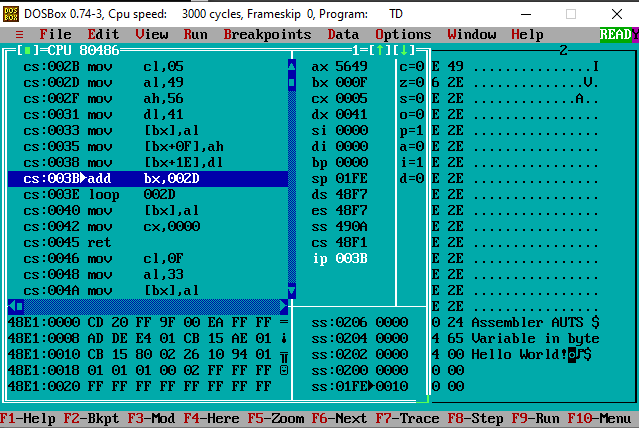 DOSBox 0.74-3, Cpu speed: 3000 cycles, Frameskip 0, Program: TD
≡ File Edit View Run Breakpoints Data Options Window Help READY
[■]=CPU 80486 1=[↑][↓] 2
cs:002B mov cl,05 ax 5649 c=0 E 49 ...............I
cs:002D mov al,49 bx 000F z=0 6 2E ..............V.
cs:002F mov ah,56 cx 0005 s=0 E 2E .............A..
cs:0031 mov dl,41 dx 0041 o=0 E 2E ................
cs:0033 mov [bx],al si 0000 p=1 E 2E ................
cs:0035 mov [bx+0F],ah di 0000 a=0 E 2E ................
cs:0038 mov [bx+1E],dl bp 0000 i=1 E 2E ................
cs:003B►add bx,002D sp 01FE d=0 E 2E ................
cs:003E loop 002D ds 48F7 E 2E ................
cs:0040 mov [bx],al es 48F7 E 2E ................
cs:0042 mov cx,0000 ss 490A E 2E ................
cs:0045 ret cs 48F1 E 2E ................
cs:0046 mov cl,0F ip 003B E 2E ................
cs:0048 mov al,33 E 2E ................
cs:004A mov [bx],al E 2E ................
E 2E ................
48E1:0000 CD 20 FF 9F 00 EA FF FF = ss:0206 0000 0 24 Assembler AUTS $
48E1:0008 AD DE E4 01 CB 15 AE 01 ss:0204 0000 4 65 Variable in byte
48E1:0010 CB 15 80 02 26 10 94 01 ╥ ss:0202 0000 4 00 Hello World!◙♪$
48E1:0018 01 01 01 00 02 FF FF FF ss:0200 0000 0 00
48E1:0020 FF FF FF FF FF FF FF FF ss:01FE►0010 0 00
F1-Help F2-Bkpt F3-Mod F4-Here F5-Zoom F6-Next F7-Trace F8-Step F9-Run F10-Menu